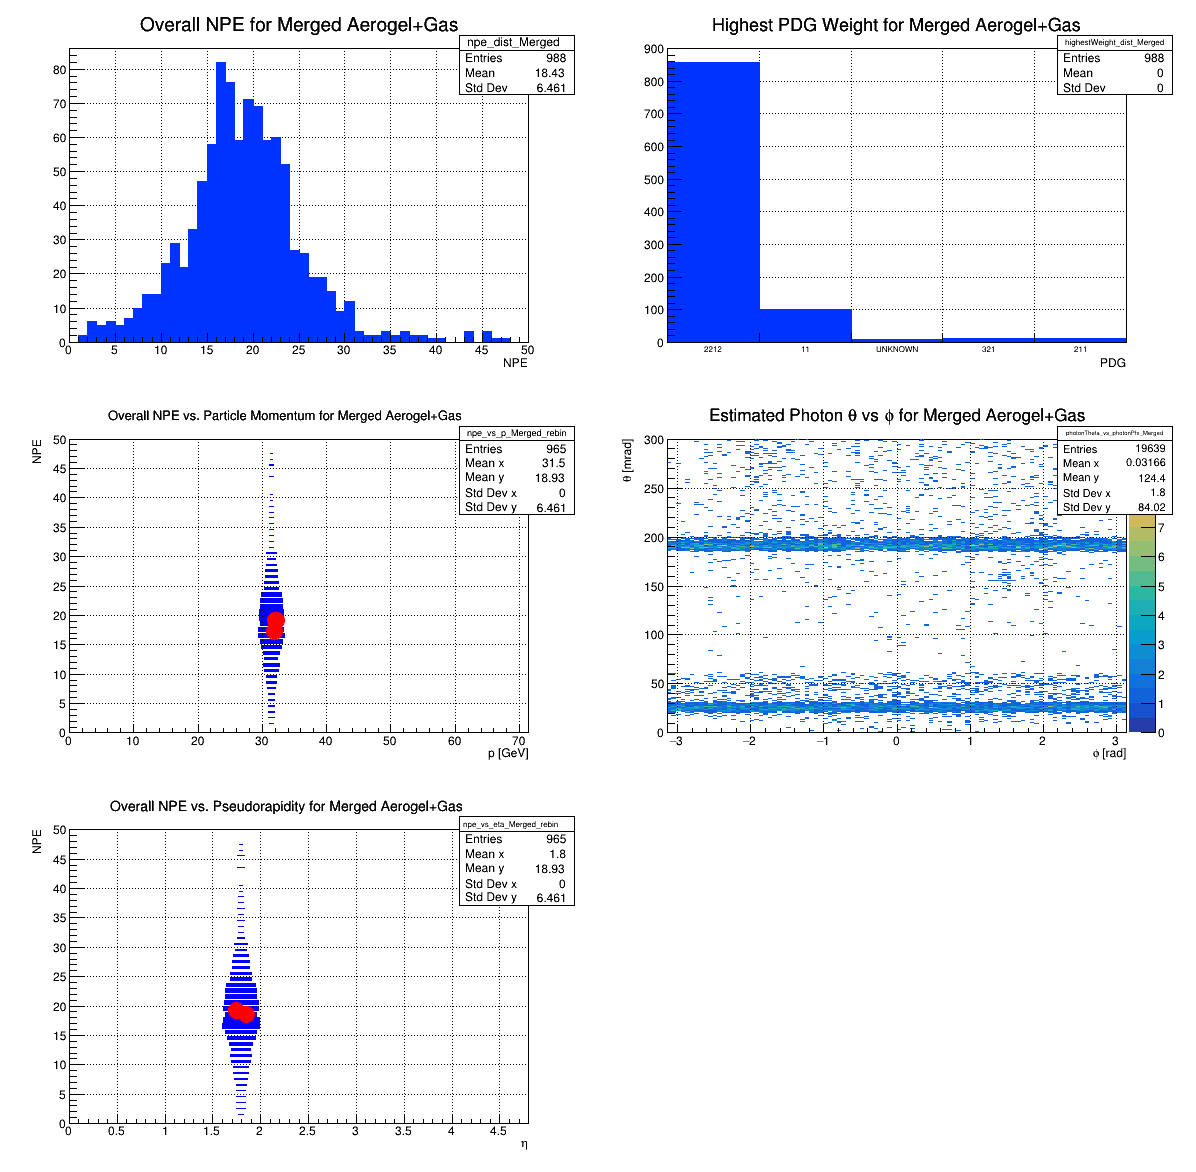 Overall NPE for Merged Aerogel+Gas
npe_dist_Merged
Entries 988
Mean 18.43
Std Dev 6.461
80
70
60
50
40
30
20
10
0
0 5 10 15 20 25 30 35 40 45 50
NPE
Highest PDG Weight for Merged Aerogel+Gas
highestWeight_dist_Merged
Entries 988
Mean 0
Std Dev 0
900
800
700
600
500
400
300
200
100
0
2212 11 UNKNOWN 321 211
PDG
Overall NPE vs. Particle Momentum for Merged Aerogel+Gas
npe_vs_p_Merged_rebin
Entries 965
Mean x 31.5
Mean y 18.93
Std Dev x 0
Std Dev y 6.461
NPE
50
45
40
35
30
25
20
15
10
5
0
0 10 20 30 40 50 60 70
p [GeV]
Estimated Photon θ vs ϕ for Merged Aerogel+Gas
photonTheta_vs_photonPhi_Merged
Entries 19639
Mean x 0.03166
Mean y 124.4
Std Dev x 1.8
Std Dev y 84.02
θ [mrad]
300
250
200
150
100
50
0
−3 −2 −1 0 1 2 3
ϕ [rad]
7
6
5
4
3
2
1
0
Overall NPE vs. Pseudorapidity for Merged Aerogel+Gas
npe_vs_eta_Merged_rebin
Entries 965
Mean x 1.8
Mean y 18.93
Std Dev x 0
Std Dev y 6.461
NPE
50
45
40
35
30
25
20
15
10
5
0
0 0.5 1 1.5 2 2.5 3 3.5 4 4.5
η